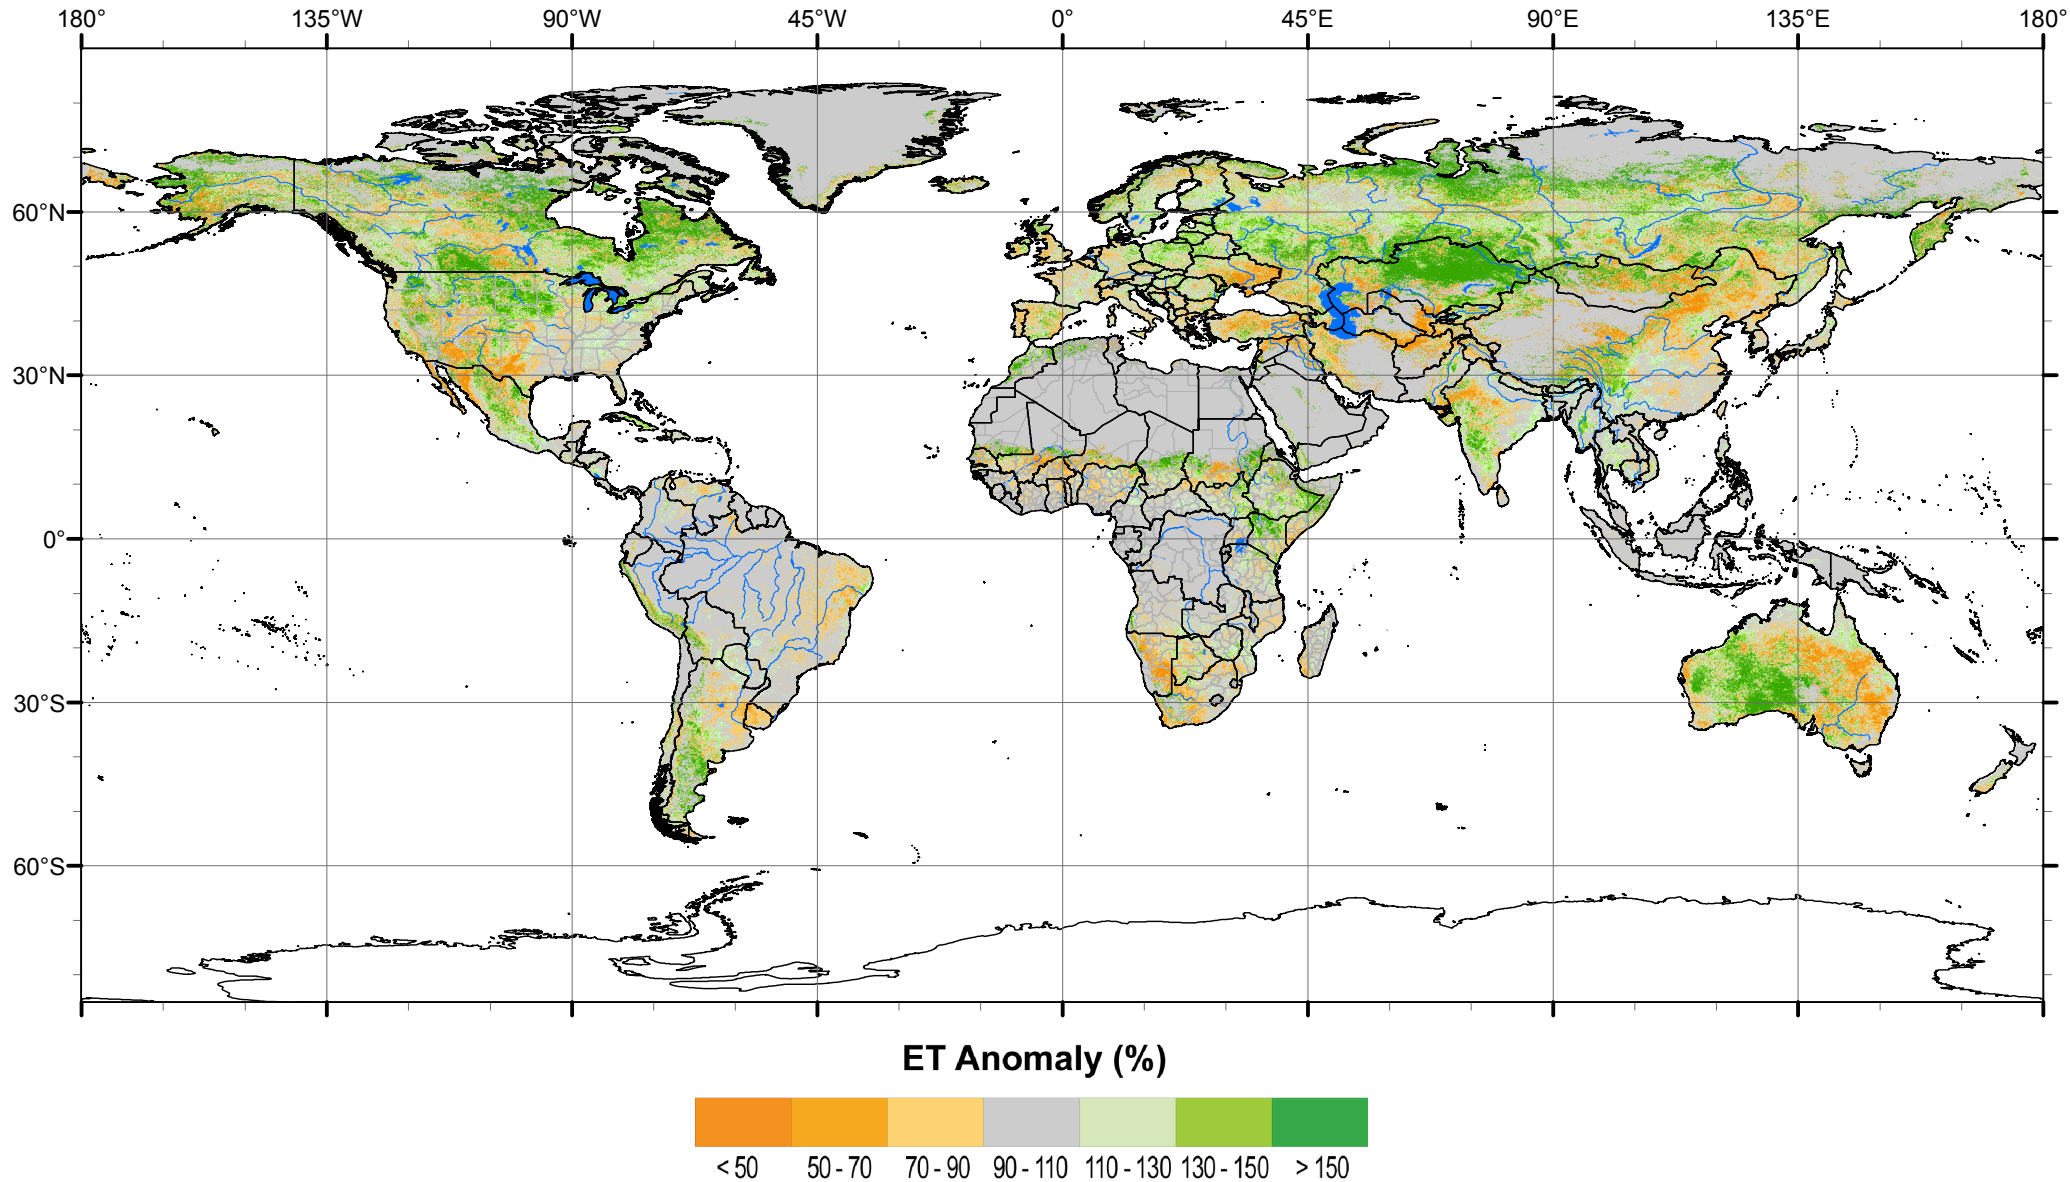 180° 135°W 90°W 45°W 0° 45°E 90°E 135°E 180°
60°N
30°N
0°
30°S
60°S
ET Anomaly (%)
< 50 50 - 70 70 - 90 90 - 110 110 - 130 130 - 150 > 150